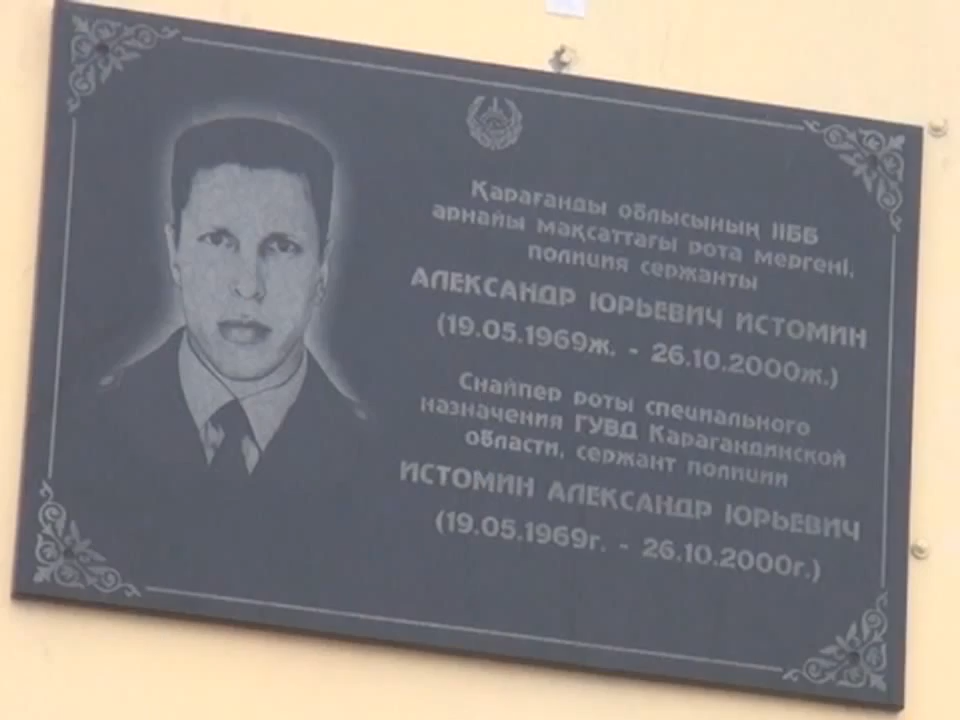 Қарағанды облысының ІІББ
арнайы мақсаттағы рота мергені,
полиция сержанты
АЛЕКСАНДР ЮРЬЕВИЧ ИСТОМИН
(19.05.1969ж. - 26.10.2000ж.)
Снайпер роты специального
назначения ГУВД Карагандинской
области, сержант полиции
ИСТОМИН АЛЕКСАНДР ЮРЬЕВИЧ
(19.05.1969г. - 26.10.2000г.)